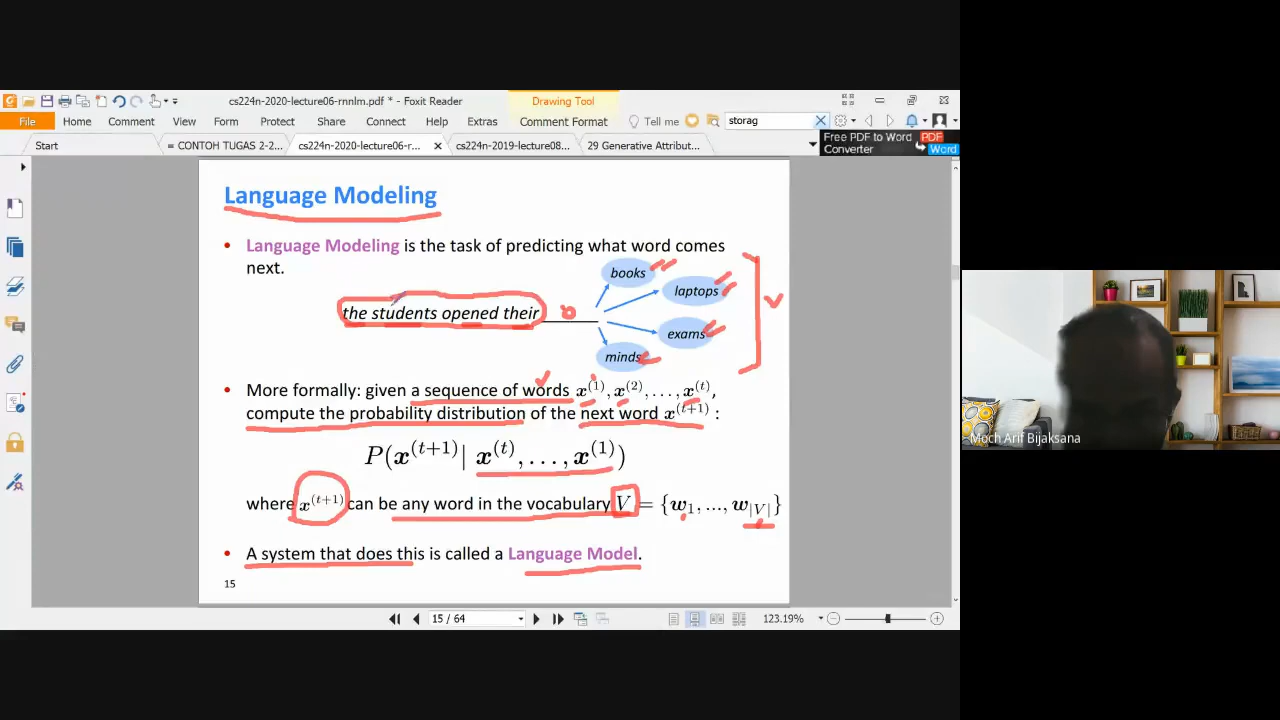 cs224n-2020-lecture06-rnnlm.pdf * - Foxit Reader
Drawing Tool
File
Home
Comment
View
Form
Protect
Share
Connect
Help
Extras
Comment Format
Tell me
storag
Start
= CONTOH TUGAS 2-2...
cs224n-2020-lecture06-r...
cs224n-2019-lecture08...
29 Generative Attribut...
Free PDF to Word
Converter
PDF
Word
Language Modeling
• Language Modeling is the task of predicting what word comes
next.
the students opened their ______
books
laptops
exams
minds
• More formally: given a sequence of words x⁽¹⁾, x⁽²⁾, . . . , x⁽ᵗ⁾,
compute the probability distribution of the next word x⁽ᵗ⁺¹⁾ :
P(x⁽ᵗ⁺¹⁾| x⁽ᵗ⁾, . . . , x⁽¹⁾)
where x⁽ᵗ⁺¹⁾ can be any word in the vocabulary V = {w₁, ..., w_|V|}
• A system that does this is called a Language Model.
15
15 / 64
123.19%
V
Moch Arif Bijaksana